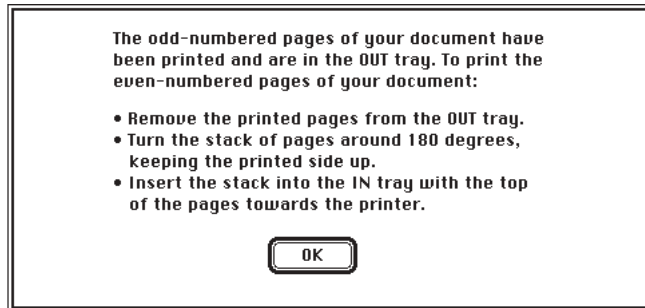 The odd-numbered pages of your document have
been printed and are in the OUT tray. To print the
even-numbered pages of your document:
• Remove the printed pages from the OUT tray.
• Turn the stack of pages around 180 degrees,
keeping the printed side up.
• Insert the stack into the IN tray with the top
of the pages towards the printer.
OK